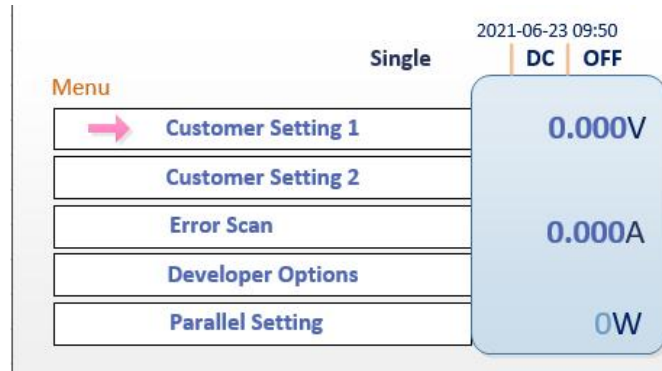 2021-06-23 09:50
Single DC OFF
Menu
Customer Setting 1
0.000V
Customer Setting 2
Error Scan
0.000A
Developer Options
Parallel Setting
0W